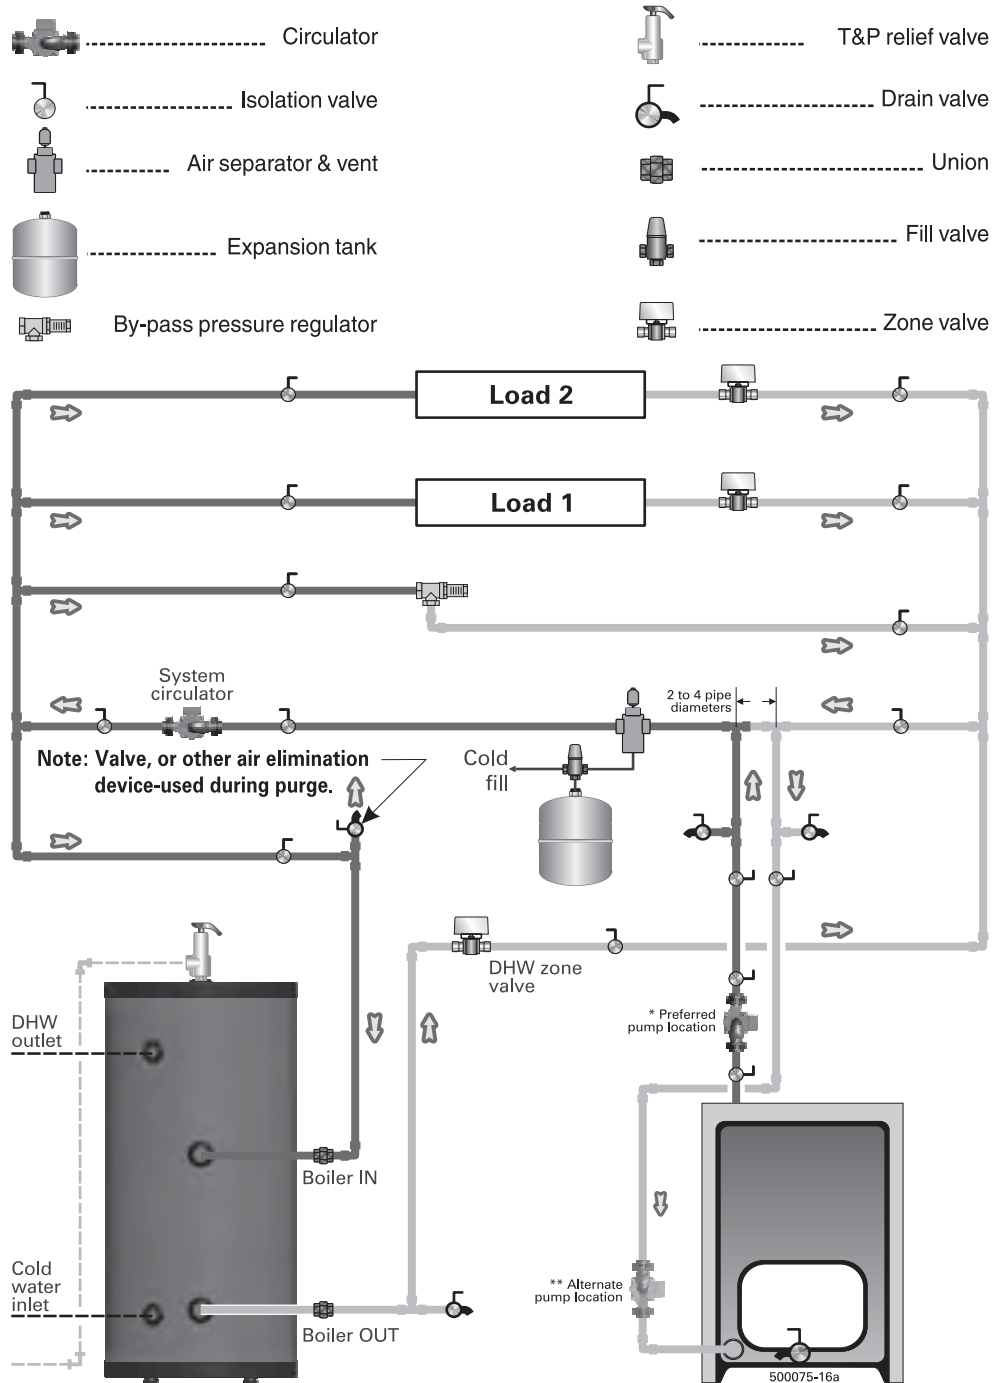 Circulator
Isolation valve
Air separator & vent
Expansion tank
By-pass pressure regulator
T&P relief valve
Drain valve
Union
Fill valve
Zone valve
Load 2
Load 1
System
circulator
2 to 4 pipe
diameters
Note: Valve, or other air elimination
device-used during purge.
Cold
fill
DHW zone
valve
* Preferred
pump location
DHW
outlet
Boiler IN
Cold
water
inlet
** Alternate
pump location
Boiler OUT
500075-16a